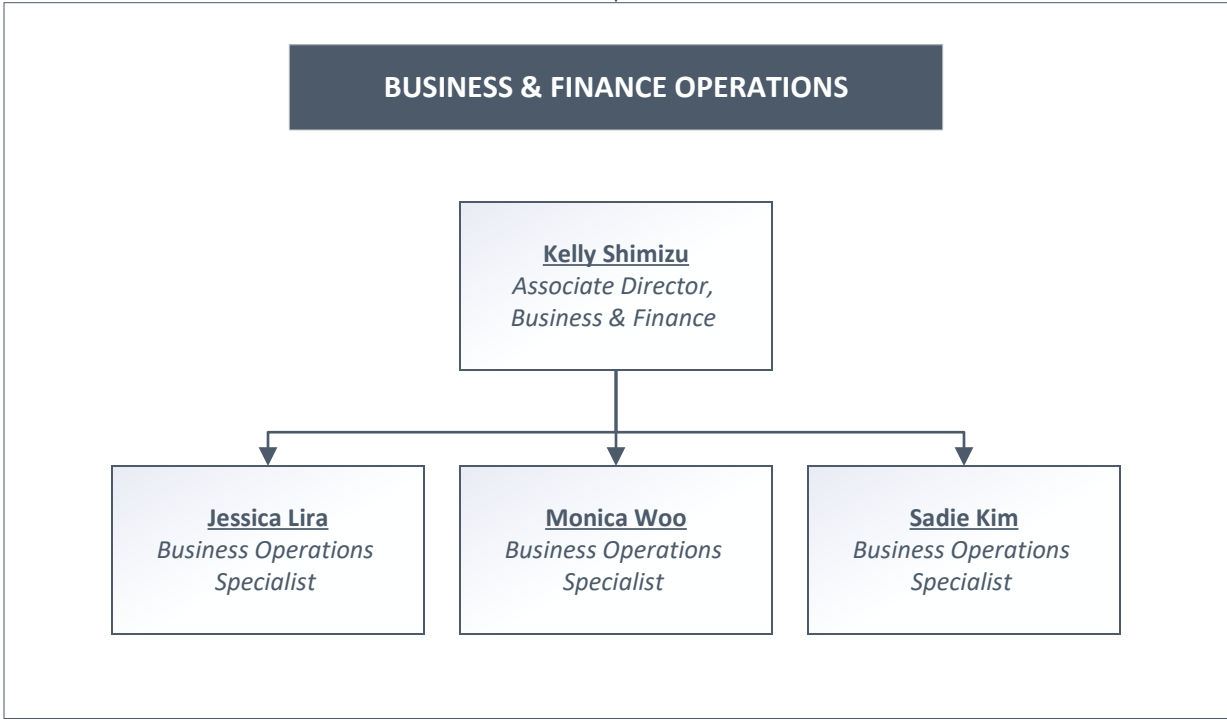 BUSINESS & FINANCE OPERATIONS
Kelly Shimizu
Associate Director,
Business & Finance
Jessica Lira
Business Operations
Specialist
Monica Woo
Business Operations
Specialist
Sadie Kim
Business Operations
Specialist